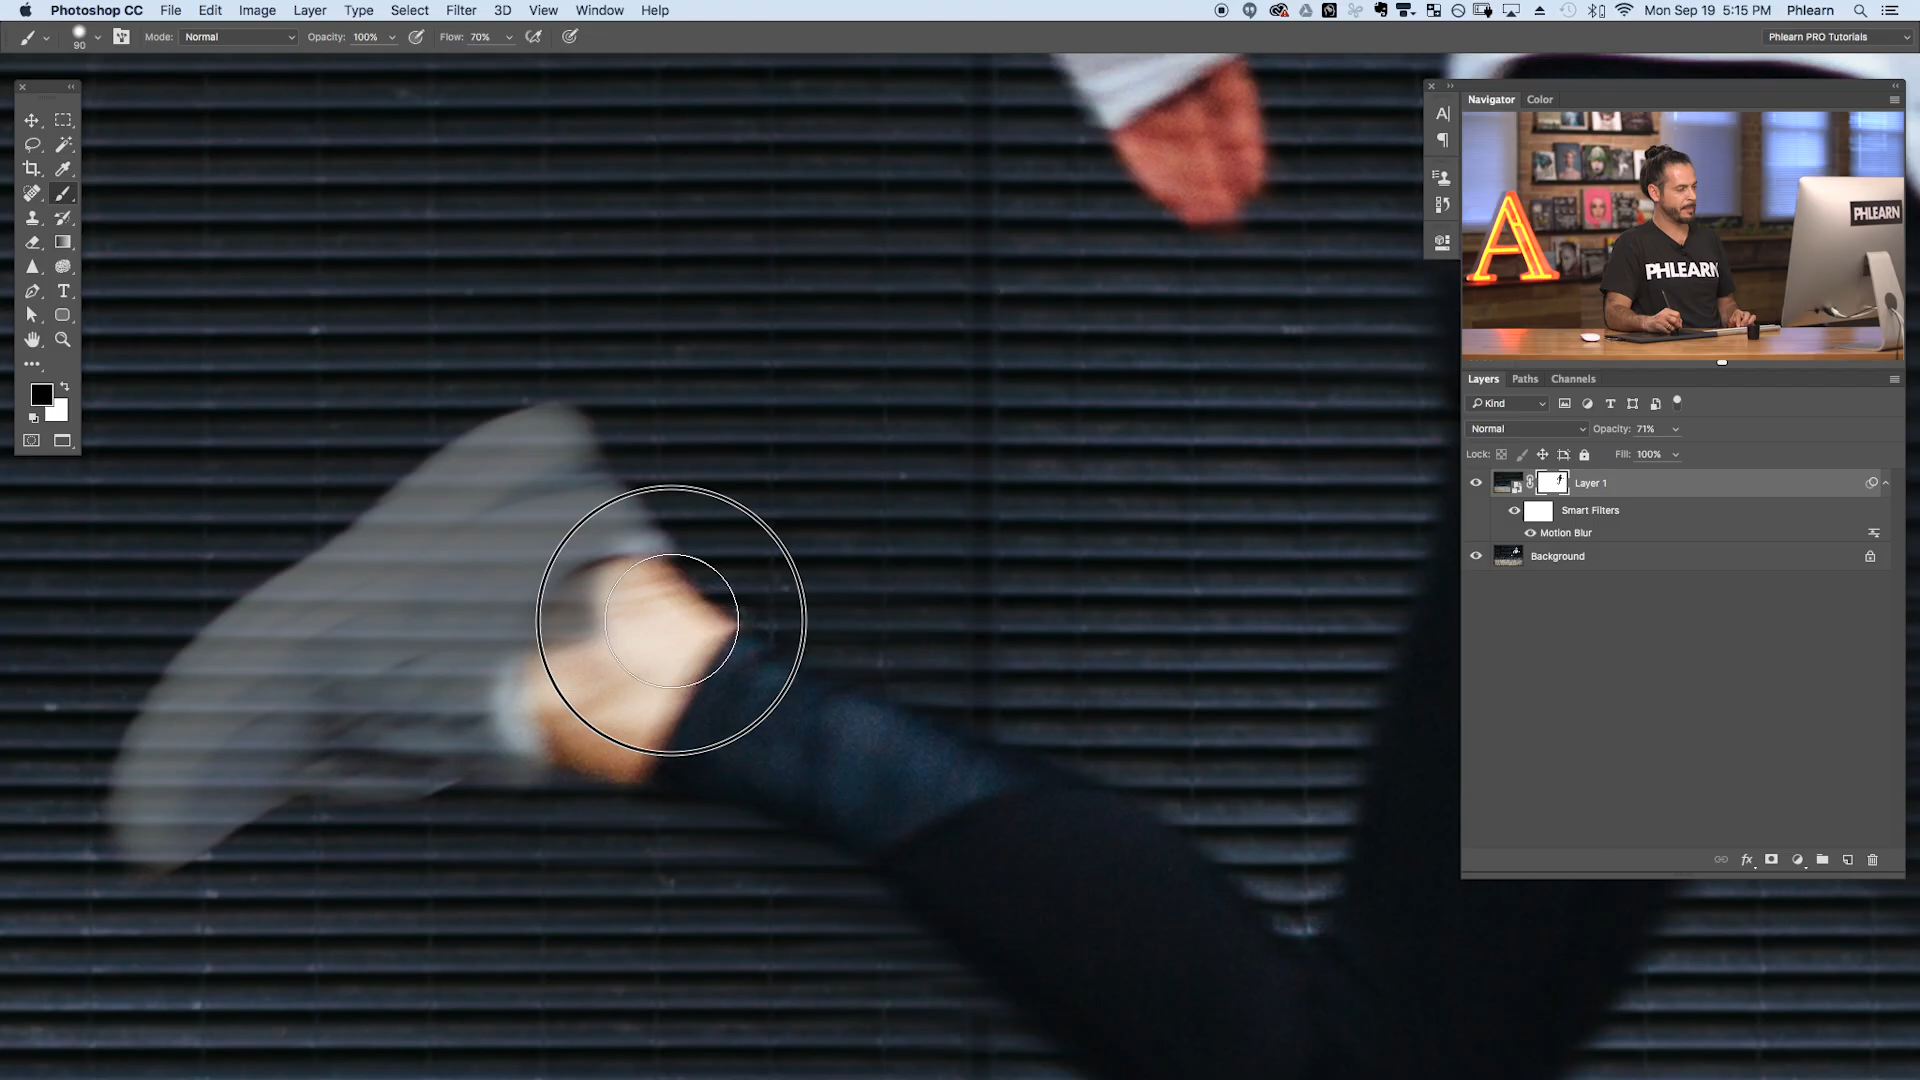 Photoshop CC File Edit Image Layer Type Select Filter 3D View Window Help Mon Sep 19 5:15 PM Phlearn
90 Mode: Normal Opacity: 100% Flow: 70% Phlearn PRO Tutorials
Navigator Color
A
PHLEARN
PHLEARN
Layers Paths Channels
Kind
Normal Opacity: 71%
Lock: Fill: 100%
Layer 1
Smart Filters
Motion Blur
Background